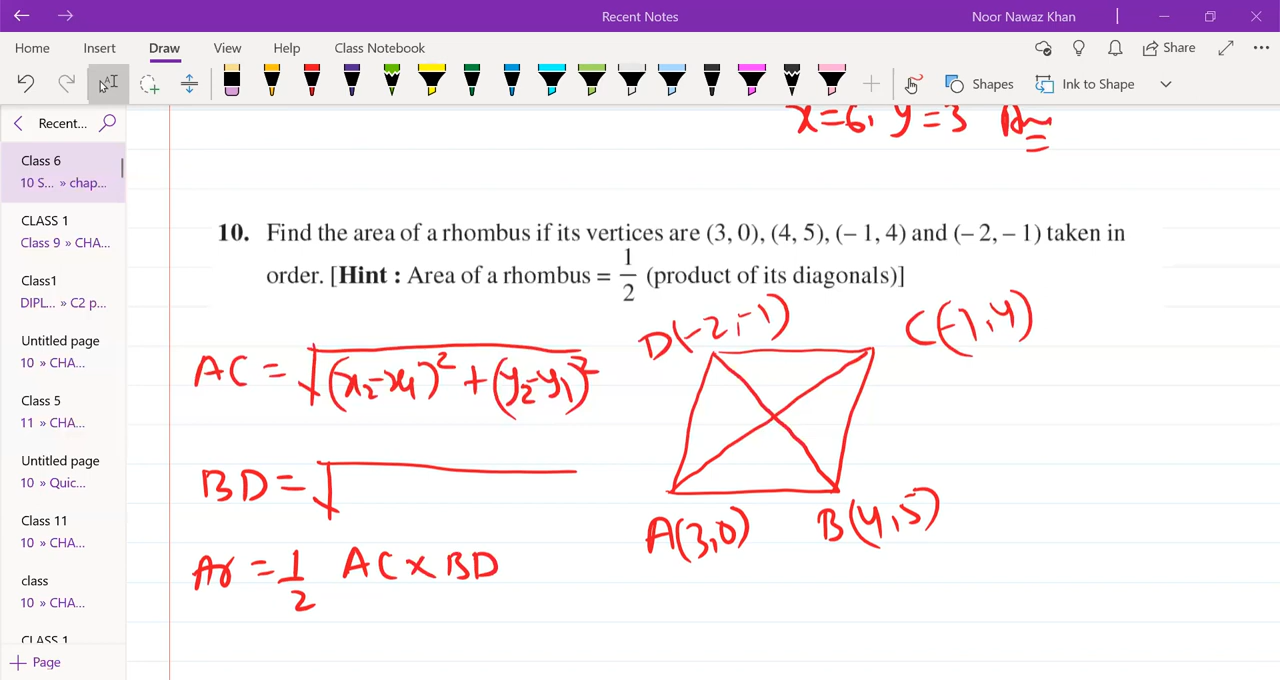 Recent Notes
Noor Nawaz Khan
Home Insert Draw View Help Class Notebook
Share
Shapes
Ink to Shape
Recent...
Class 6
10 S... » chap...
CLASS 1
Class 9 » CHA...
Class1
DIPL... » C2 p...
Untitled page
10 » CHA...
Class 5
11 » CHA...
Untitled page
10 » Quic...
Class 11
10 » CHA...
class
10 » CHA...
CLASS 1
+ Page
x=6, y=3 Ans
10. Find the area of a rhombus if its vertices are (3, 0), (4, 5), (– 1, 4) and (– 2, – 1) taken in
order. [Hint : Area of a rhombus = 1/2 (product of its diagonals)]
D(-2,-1) C(-1,4)
AC = √(x₂-x₁)²+(y₂-y₁)²
BD = √
A(3,0) B(4,5)
Ar = 1/2 AC×BD